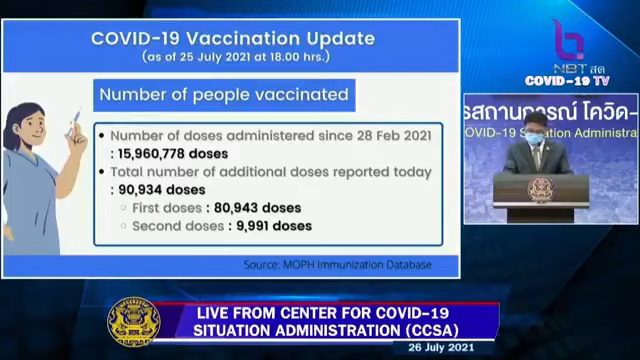 COVID-19 Vaccination Update
(as of 25 July 2021 at 18.00 hrs.)
Number of people vaccinated
Number of doses administered since 28 Feb 2021
: 15,960,778 doses
Total number of additional doses reported today
: 90,934 doses
First doses : 80,943 doses
Second doses : 9,991 doses
Source: MOPH Immunization Database
NBT สด
COVID-19 TV
รสถานการณ์ โควิด-
OVID-19 Situation Administra
LIVE FROM CENTER FOR COVID-19
SITUATION ADMINISTRATION (CCSA)
26 July 2021